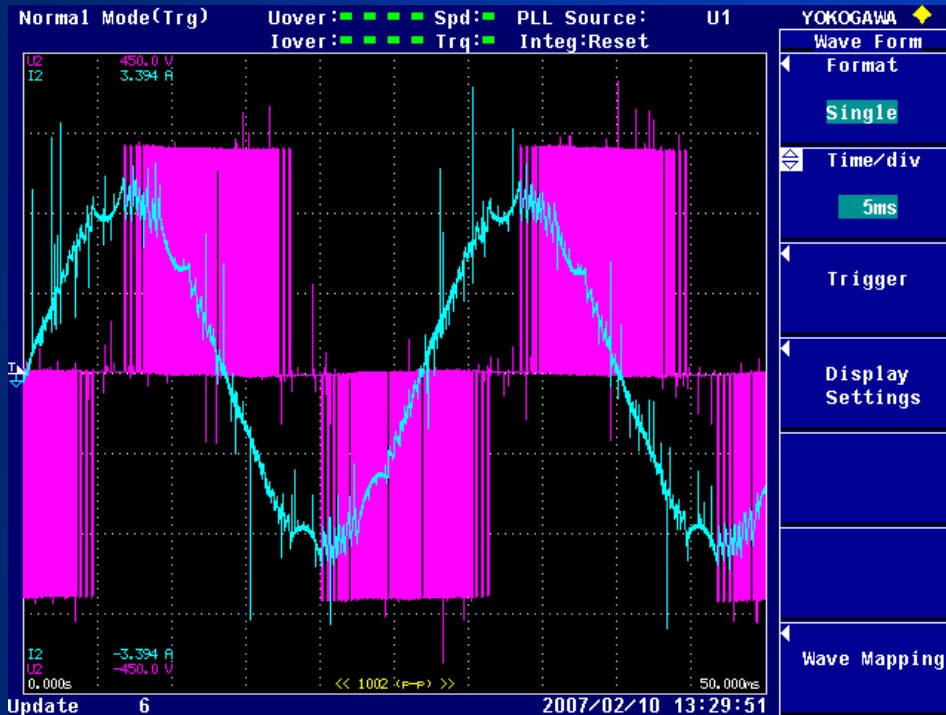 Normal Mode(Trg) Uover: Spd: PLL Source: U1 YOKOGAWA
Iover: Trq: Integ:Reset
Wave Form
U2 450.0 V
I2 3.394 A
Format
Single
Time/div
5ms
Trigger
T
Display
Settings
I2 -3.394 A
U2 -450.0 V
0.000s << 1002 (p-p) >> 50.000ms
Wave Mapping
Update 6 2007/02/10 13:29:51